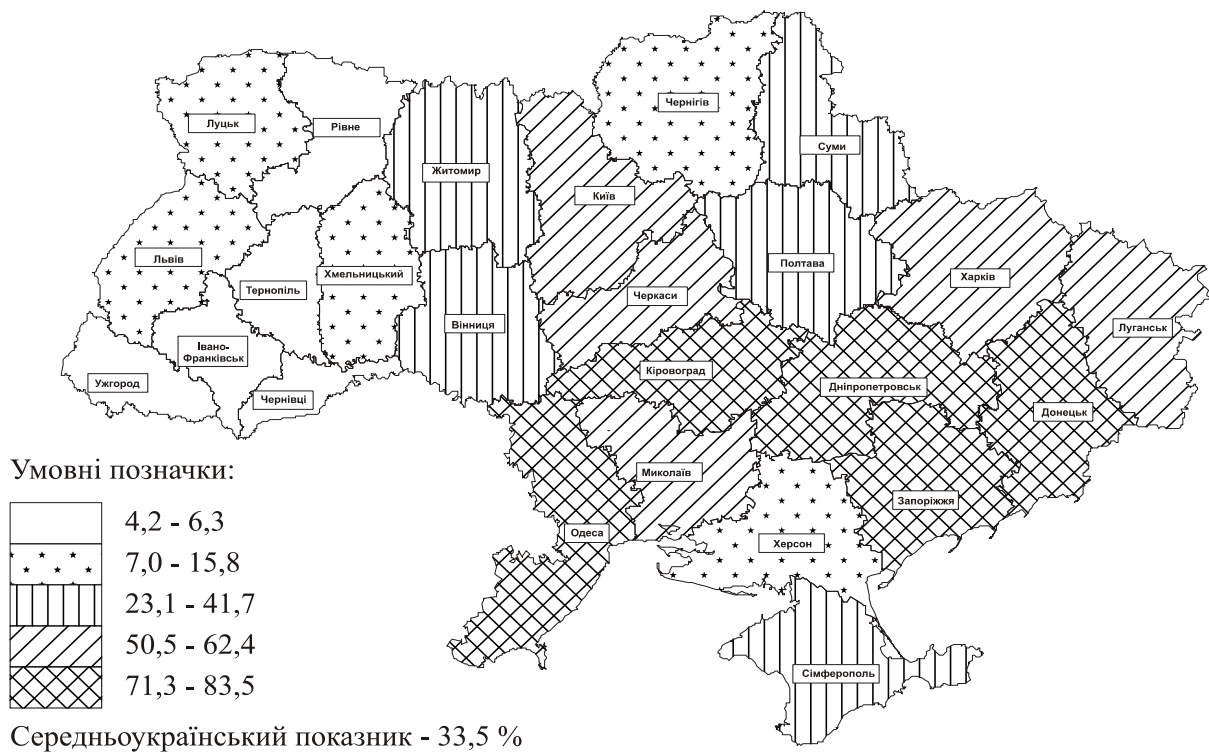 Чернігів
Луцьк
Рівне
Суми
Житомир
Київ
Львів
Полтава
Хмельницький
Харків
Тернопіль
Черкаси
Вінниця
Луганськ
Івано-
Франківськ
Кіровоград
Ужгород
Дніпропетровськ
Чернівці
Донецьк
Миколаїв
Запоріжжя
Одеса
Херсон
Сімферополь
Умовні позначки:
4,2 - 6,3
7,0 - 15,8
23,1 - 41,7
50,5 - 62,4
71,3 - 83,5
Середньоукраїнський показник - 33,5 %